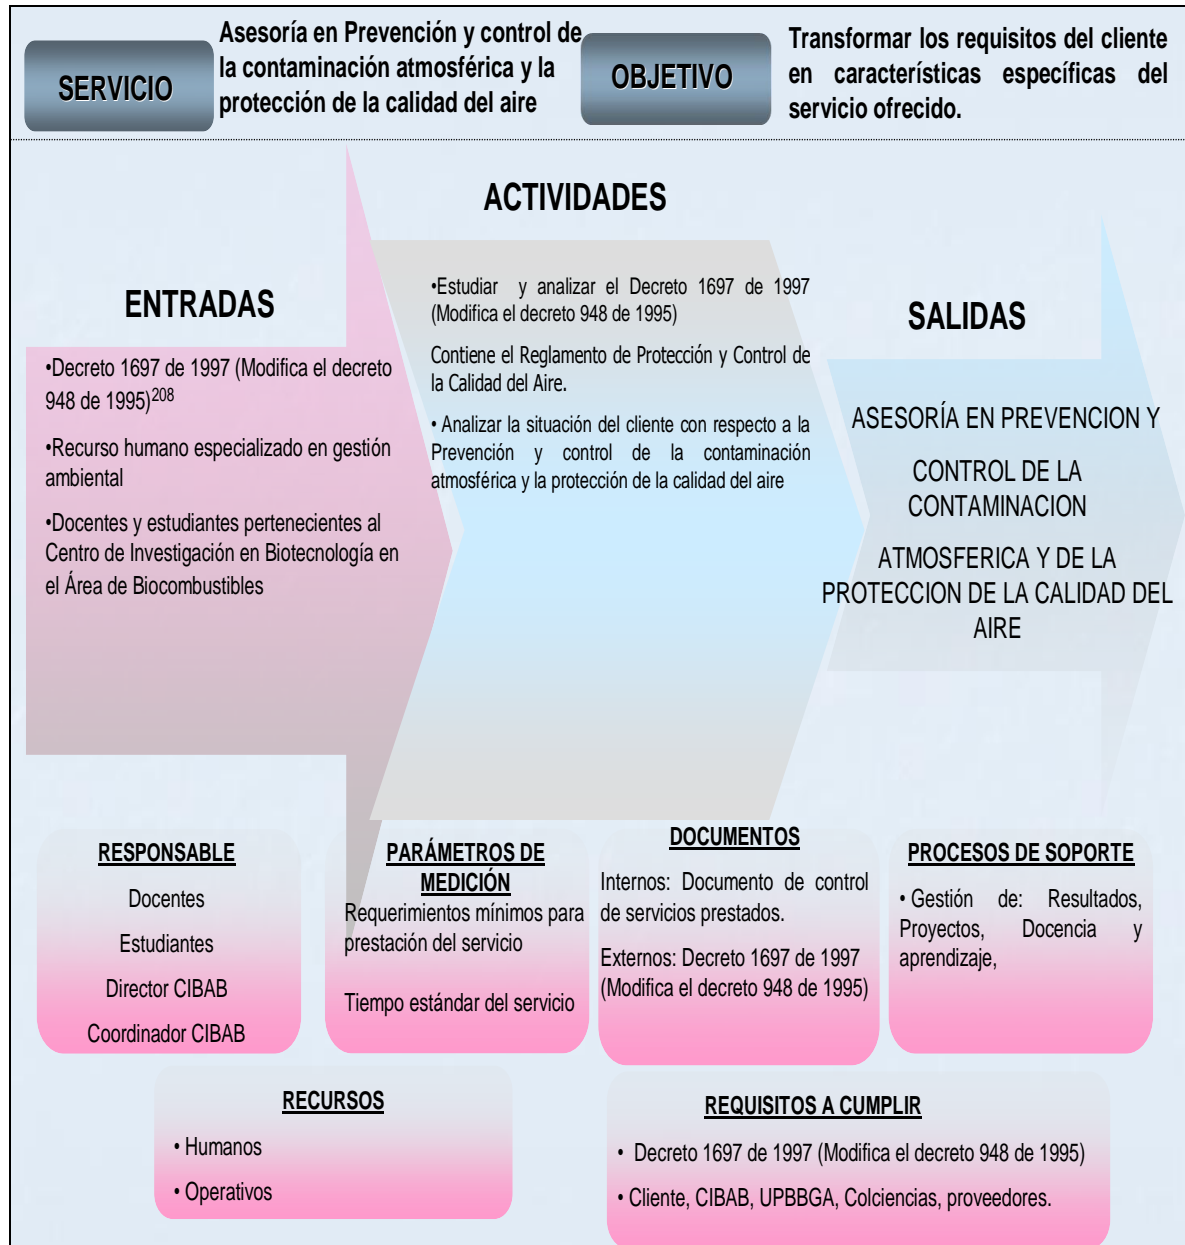 SERVICIO
Asesoría en Prevención y control de
la contaminación atmosférica y la
protección de la calidad del aire
OBJETIVO
Transformar los requisitos del cliente
en características específicas del
servicio ofrecido.
ACTIVIDADES
ENTRADAS
•Decreto 1697 de 1997 (Modifica el decreto
948 de 1995)208
•Recurso humano especializado en gestión
ambiental
•Docentes y estudiantes pertenecientes al
Centro de Investigación en Biotecnología en
el Área de Biocombustibles
•Estudiar y analizar el Decreto 1697 de 1997
(Modifica el decreto 948 de 1995)
Contiene el Reglamento de Protección y Control de
la Calidad del Aire.
• Analizar la situación del cliente con respecto a la
Prevención y control de la contaminación
atmosférica y la protección de la calidad del aire
SALIDAS
ASESORÍA EN PREVENCION Y
CONTROL DE LA
CONTAMINACION
ATMOSFERICA Y DE LA
PROTECCION DE LA CALIDAD DEL
AIRE
RESPONSABLE
Docentes
Estudiantes
Director CIBAB
Coordinador CIBAB
PARÁMETROS DE
MEDICIÓN
Requerimientos mínimos para
prestación del servicio
Tiempo estándar del servicio
DOCUMENTOS
Internos: Documento de control
de servicios prestados.
Externos: Decreto 1697 de 1997
(Modifica el decreto 948 de 1995)
PROCESOS DE SOPORTE
• Gestión de: Resultados,
Proyectos, Docencia y
aprendizaje,
RECURSOS
• Humanos
• Operativos
REQUISITOS A CUMPLIR
• Decreto 1697 de 1997 (Modifica el decreto 948 de 1995)
• Cliente, CIBAB, UPBBGA, Colciencias, proveedores.